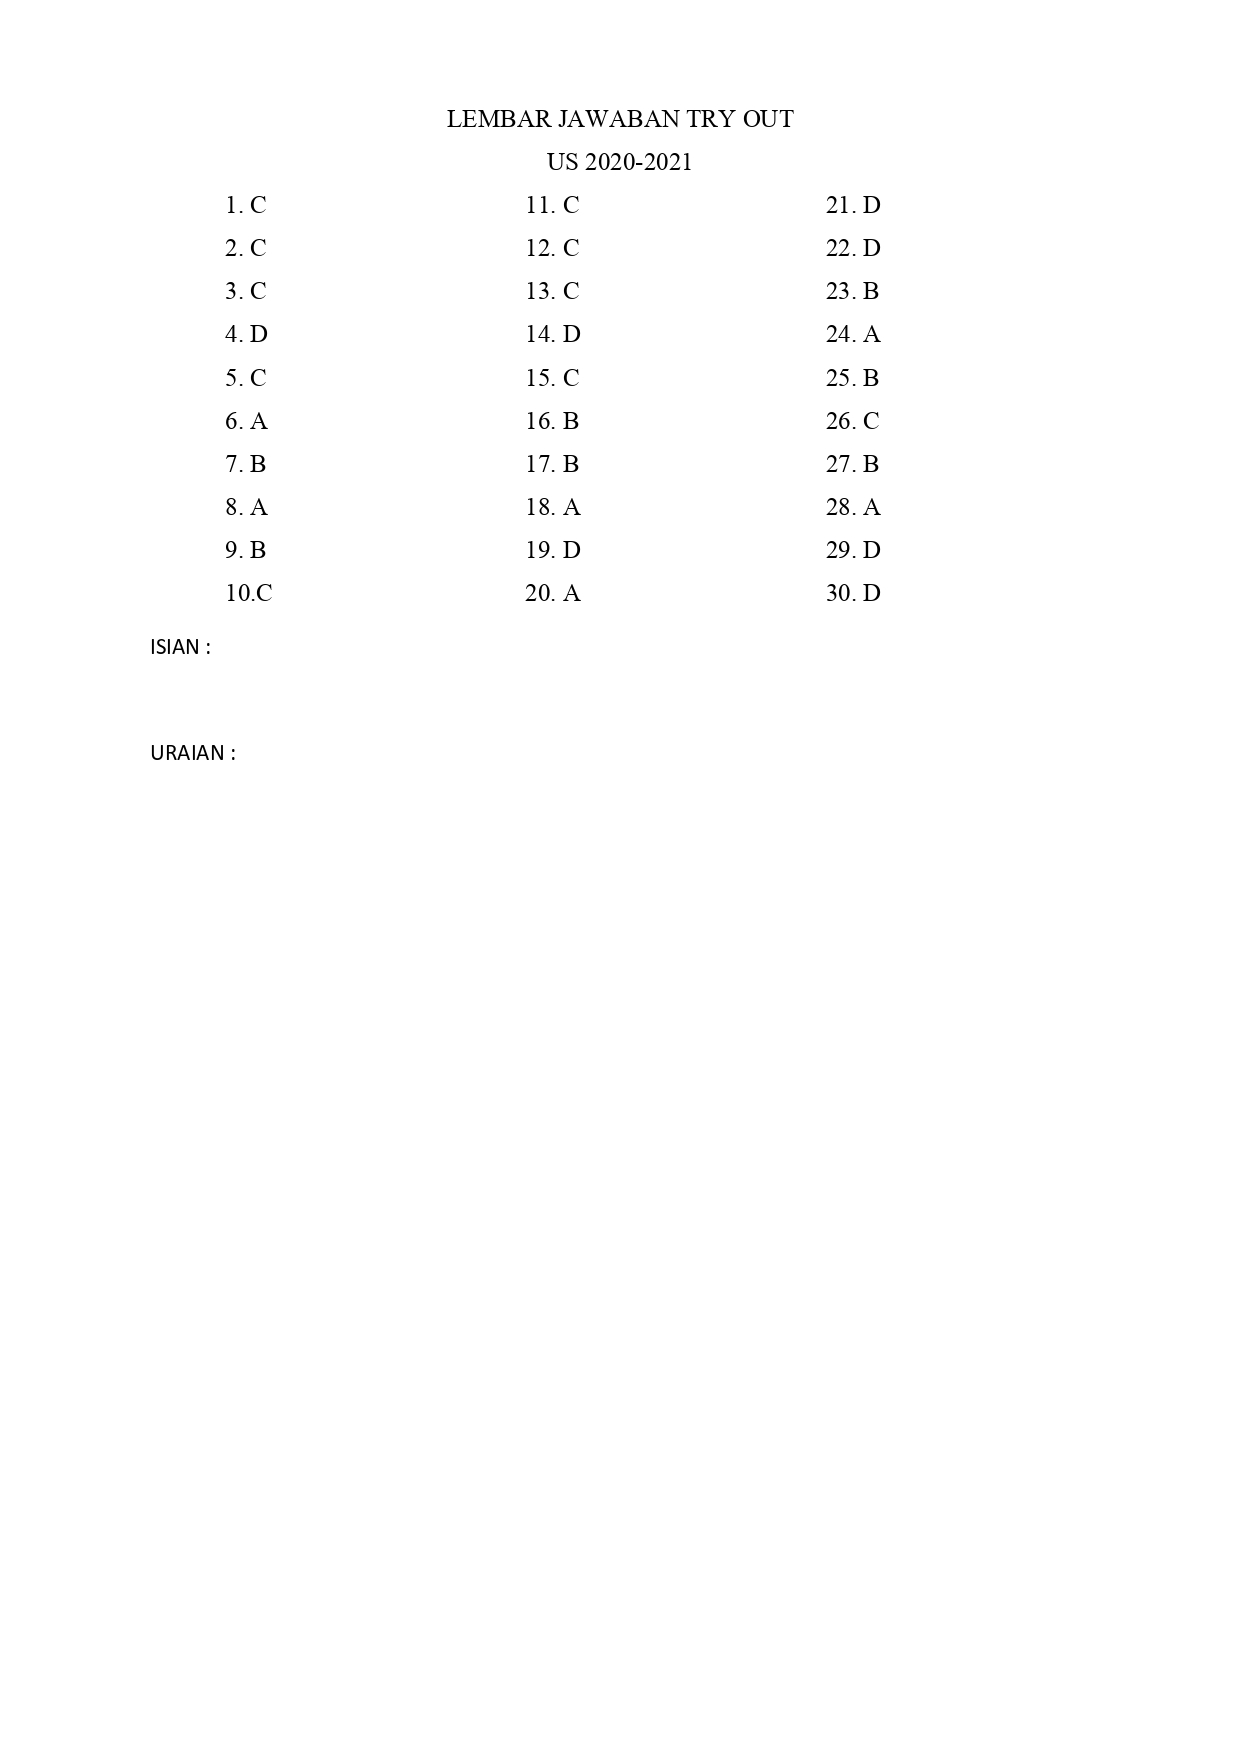 LEMBAR JAWABAN TRY OUT
US 2020-2021
1. C
2. C
3. C
4. D
5. C
6. A
7. B
8. A
9. B
10.C
11. C
12. C
13. C
14. D
15. C
16. B
17. B
18. A
19. D
20. A
21. D
22. D
23. B
24. A
25. B
26. C
27. B
28. A
29. D
30. D
ISIAN :
URAIAN :